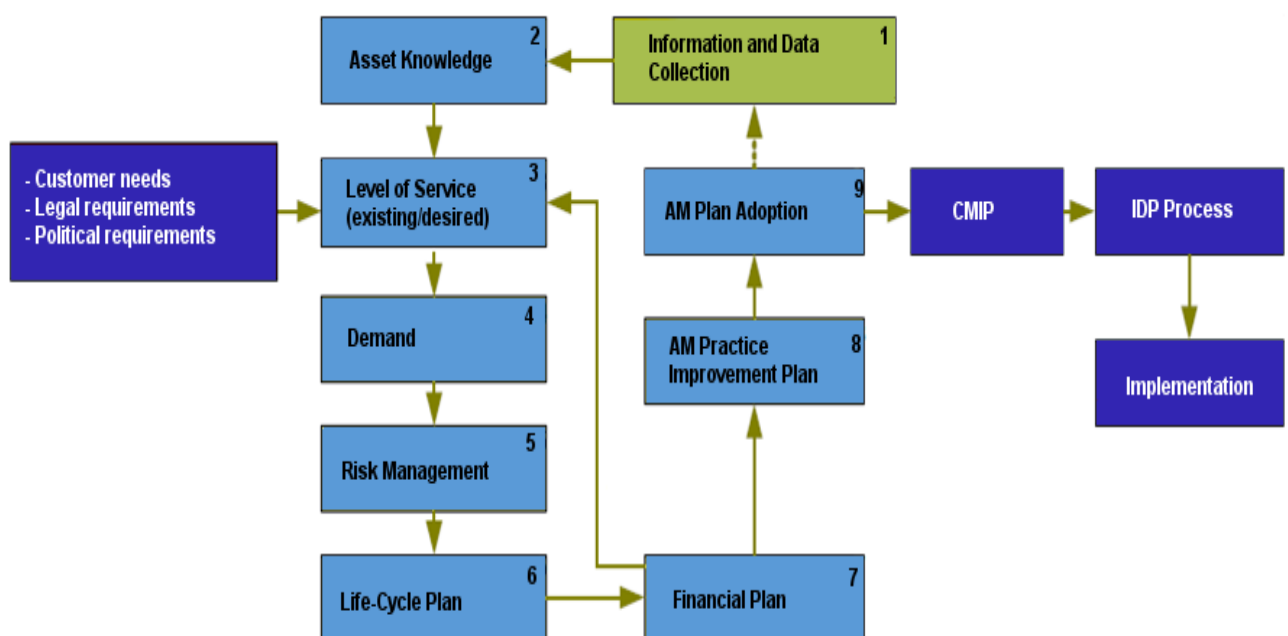 2
Asset Knowledge
1
Information and Data
Collection
- Customer needs
- Legal requirements
- Political requirements
3
Level of Service
(existing/desired)
9
AM Plan Adoption
CMIP
IDP Process
4
Demand
8
AM Practice
Improvement Plan
Implementation
5
Risk Management
6
Life-Cycle Plan
7
Financial Plan